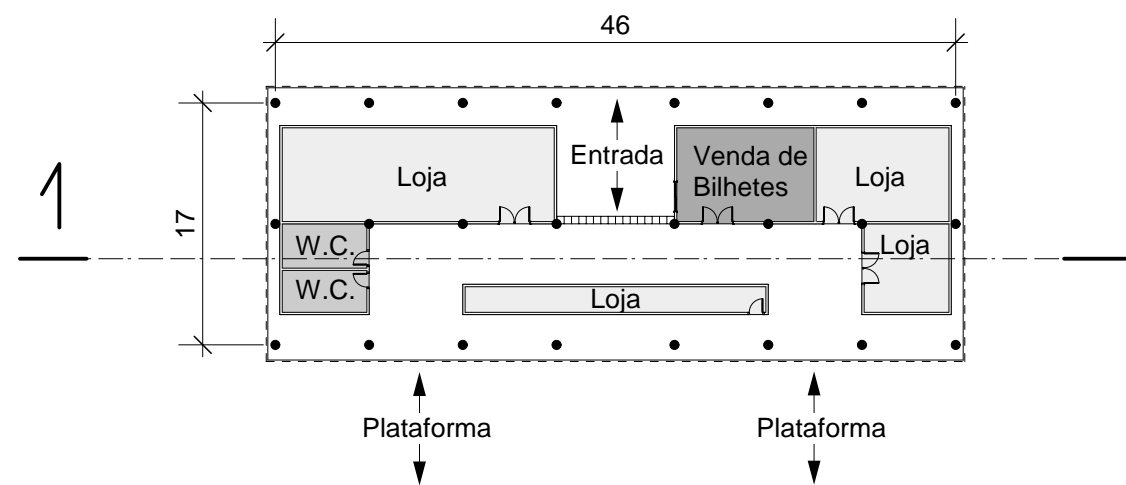 46
Entrada
Venda de
Bilhetes
Loja
Loja
1
17
W.C.
Loja
W.C.
Loja
Plataforma
Plataforma